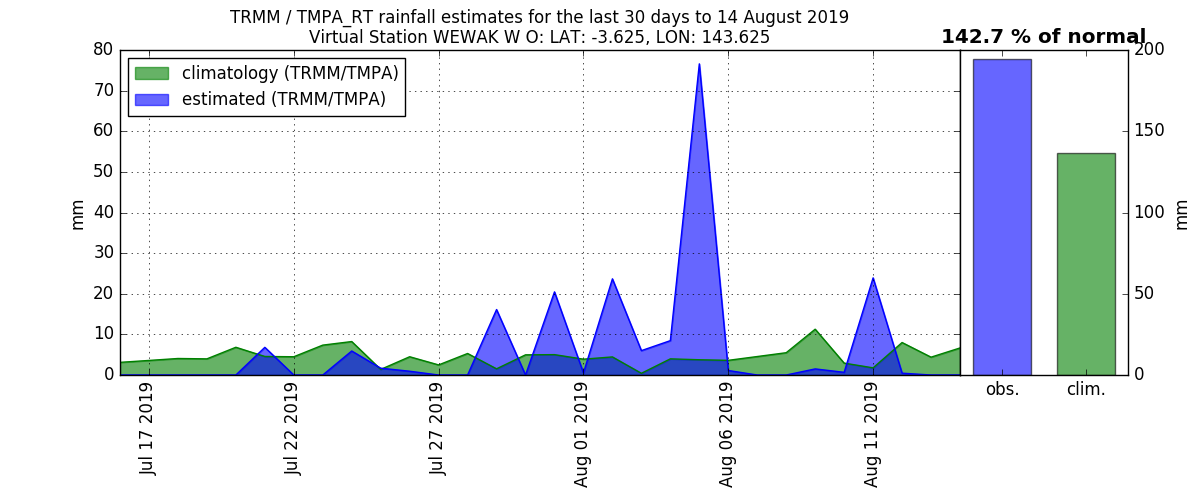 TRMM / TMPA_RT rainfall estimates for the last 30 days to 14 August 2019
Virtual Station WEWAK W O: LAT: -3.625, LON: 143.625
142.7 % of normal
climatology (TRMM/TMPA)
estimated (TRMM/TMPA)
80
70
60
50
40
30
20
10
0
mm
200
150
100
50
0
mm
Jul 17 2019
Jul 22 2019
Jul 27 2019
Aug 01 2019
Aug 06 2019
Aug 11 2019
obs.
clim.